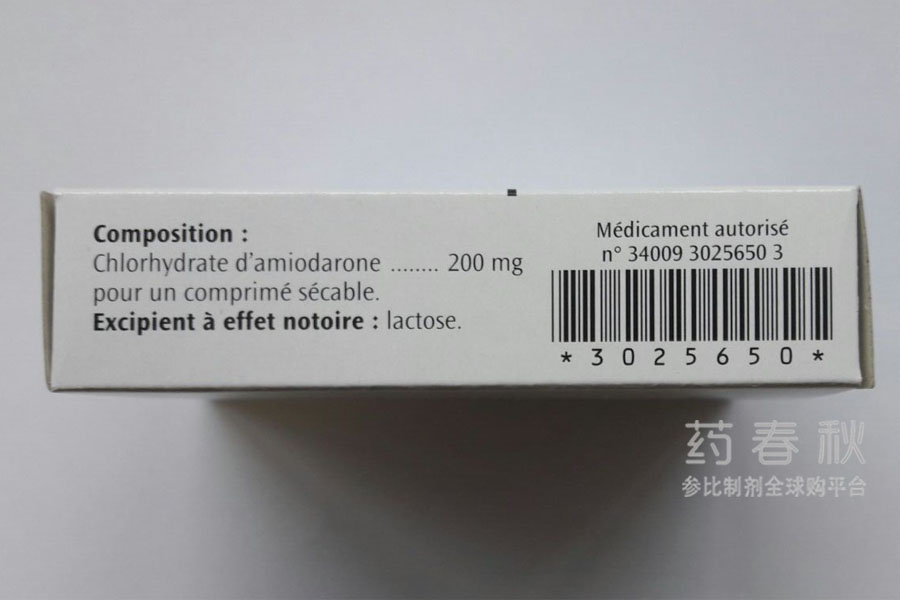 Composition :
Chlorhydrate d'amiodarone ........ 200 mg
pour un comprimé sécable.
Excipient à effet notoire : lactose.
Médicament autorisé
n° 34009 3025650 3
*3025650*
药春秋
参比制剂全球购平台